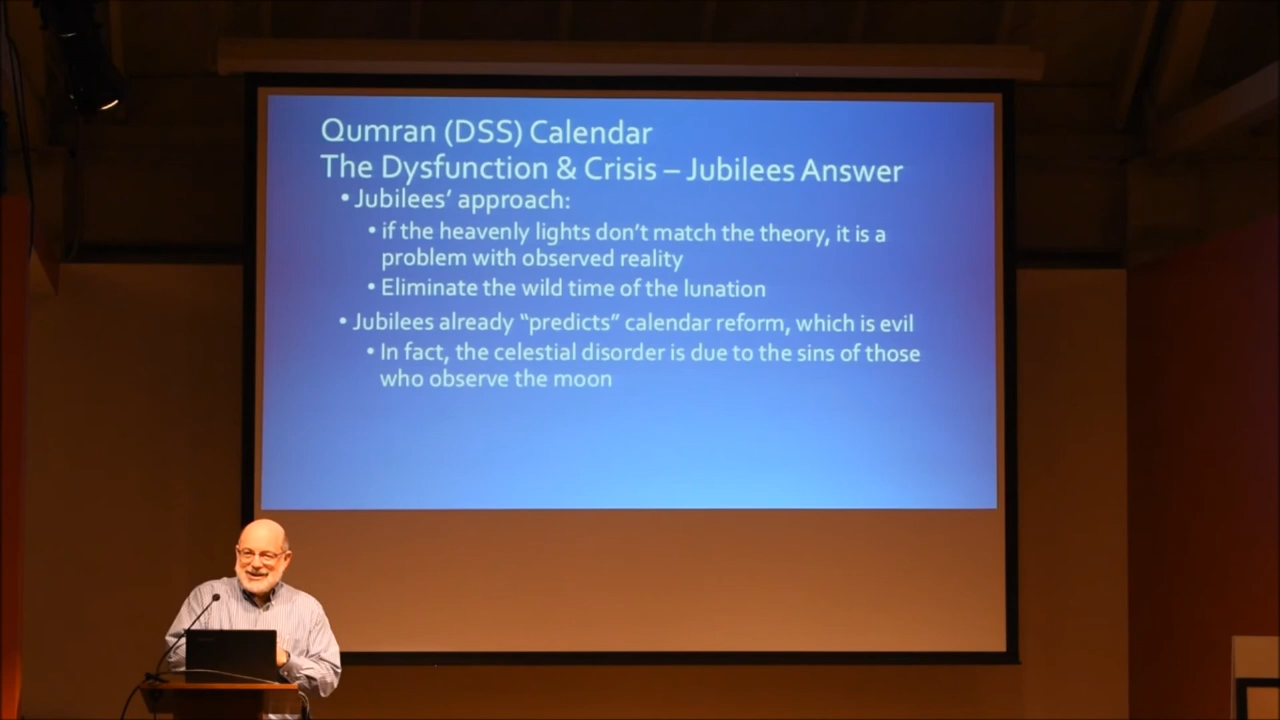 Qumran (DSS) Calendar
The Dysfunction & Crisis – Jubilees Answer
• Jubilees’ approach:
• if the heavenly lights don’t match the theory, it is a
problem with observed reality
• Eliminate the wild time of the lunation
• Jubilees already “predicts” calendar reform, which is evil
• In fact, the celestial disorder is due to the sins of those
who observe the moon